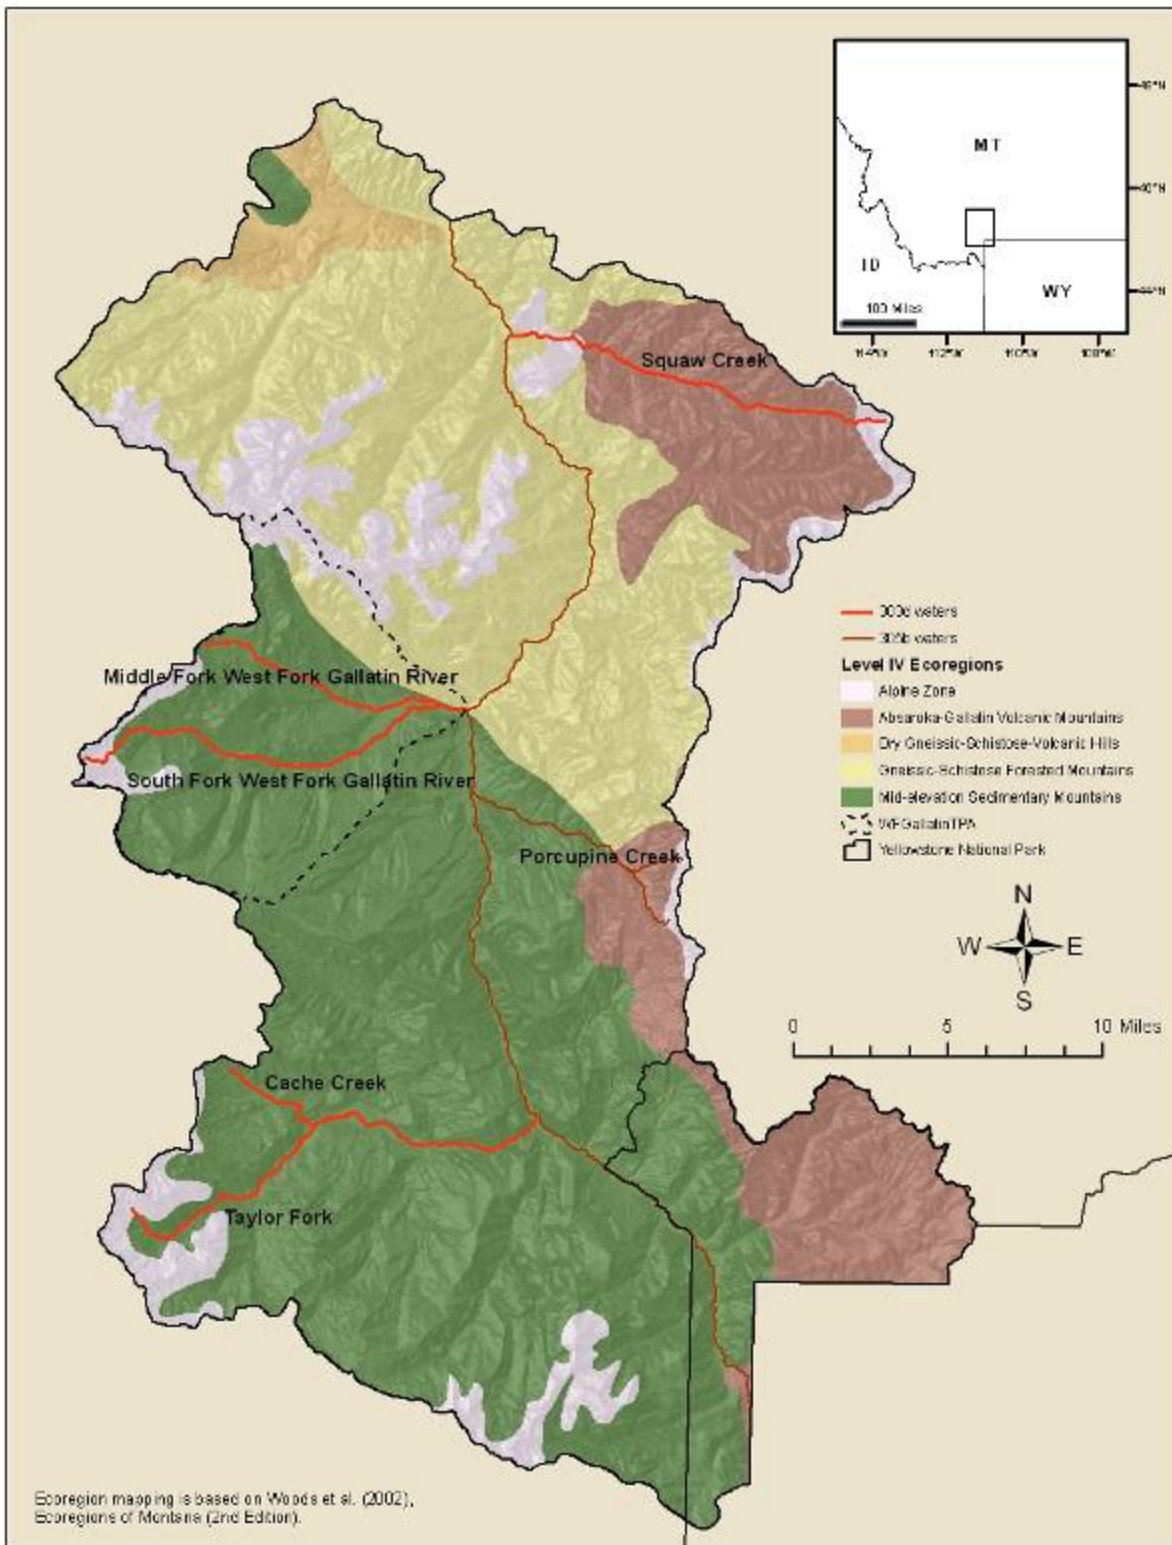 MT
ID
WY
100 Miles
Squaw Creek
Middle Fork West Fork Gallatin River
South Fork West Fork Gallatin River
Porcupine Creek
Cache Creek
Taylor Fork
303d waters
305b waters
Level IV Ecoregions
Alpine Zone
Absaroka-Gallatin Volcanic Mountains
Dry Gneissic-Schistose-Volcanic Hills
Gneissic-Schistose Forested Mountains
Mid-elevation Sedimentary Mountains
WFGallatinTPA
Yellowstone National Park
N
W E
S
0 5 10 Miles
Ecoregion mapping is based on Woods et al. (2002),
Ecoregions of Montana (2nd Edition).